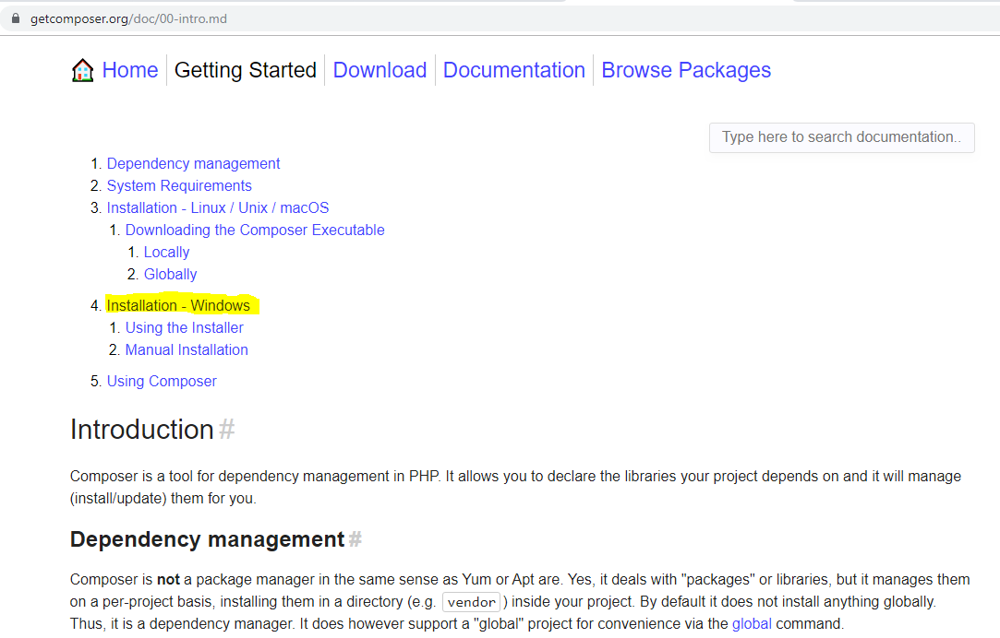 getcomposer.org/doc/00-intro.md
Home Getting Started Download Documentation Browse Packages
Type here to search documentation..
1. Dependency management
2. System Requirements
3. Installation - Linux / Unix / macOS
1. Downloading the Composer Executable
1. Locally
2. Globally
4. Installation - Windows
1. Using the Installer
2. Manual Installation
5. Using Composer
Introduction #
Composer is a tool for dependency management in PHP. It allows you to declare the libraries your project depends on and it will manage
(install/update) them for you.
Dependency management #
Composer is not a package manager in the same sense as Yum or Apt are. Yes, it deals with "packages" or libraries, but it manages them
on a per-project basis, installing them in a directory (e.g. vendor ) inside your project. By default it does not install anything globally.
Thus, it is a dependency manager. It does however support a "global" project for convenience via the global command.